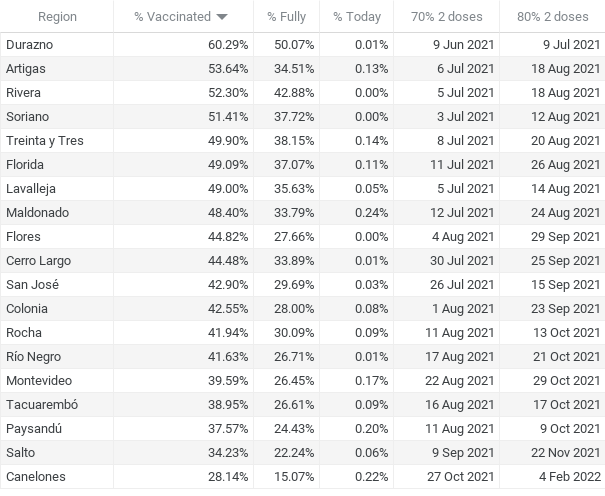 Region % Vaccinated % Fully % Today 70% 2 doses 80% 2 doses
Durazno 60.29% 50.07% 0.01% 9 Jun 2021 9 Jul 2021
Artigas 53.64% 34.51% 0.13% 6 Jul 2021 18 Aug 2021
Rivera 52.30% 42.88% 0.00% 5 Jul 2021 18 Aug 2021
Soriano 51.41% 37.72% 0.00% 3 Jul 2021 12 Aug 2021
Treinta y Tres 49.90% 38.15% 0.14% 8 Jul 2021 20 Aug 2021
Florida 49.09% 37.07% 0.11% 11 Jul 2021 26 Aug 2021
Lavalleja 49.00% 35.63% 0.05% 5 Jul 2021 14 Aug 2021
Maldonado 48.40% 33.79% 0.24% 12 Jul 2021 24 Aug 2021
Flores 44.82% 27.66% 0.00% 4 Aug 2021 29 Sep 2021
Cerro Largo 44.48% 33.89% 0.01% 30 Jul 2021 25 Sep 2021
San José 42.90% 29.69% 0.03% 26 Jul 2021 15 Sep 2021
Colonia 42.55% 28.00% 0.08% 1 Aug 2021 23 Sep 2021
Rocha 41.94% 30.09% 0.09% 11 Aug 2021 13 Oct 2021
Río Negro 41.63% 26.71% 0.01% 17 Aug 2021 21 Oct 2021
Montevideo 39.59% 26.45% 0.17% 22 Aug 2021 29 Oct 2021
Tacuarembó 38.95% 26.61% 0.09% 16 Aug 2021 17 Oct 2021
Paysandú 37.57% 24.43% 0.20% 11 Aug 2021 9 Oct 2021
Salto 34.23% 22.24% 0.06% 9 Sep 2021 22 Nov 2021
Canelones 28.14% 15.07% 0.22% 27 Oct 2021 4 Feb 2022